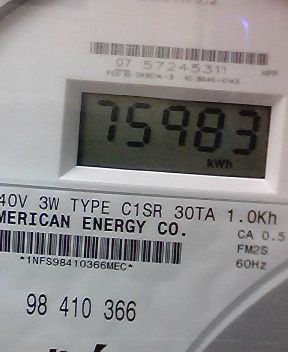 07 57245311
75983
kWh
40V 3W TYPE C1SR 30TA 1.0Kh
MERICAN ENERGY CO.
CA 0.5
FM2S
60Hz
*1NFS98410366MEC*
98 410 366